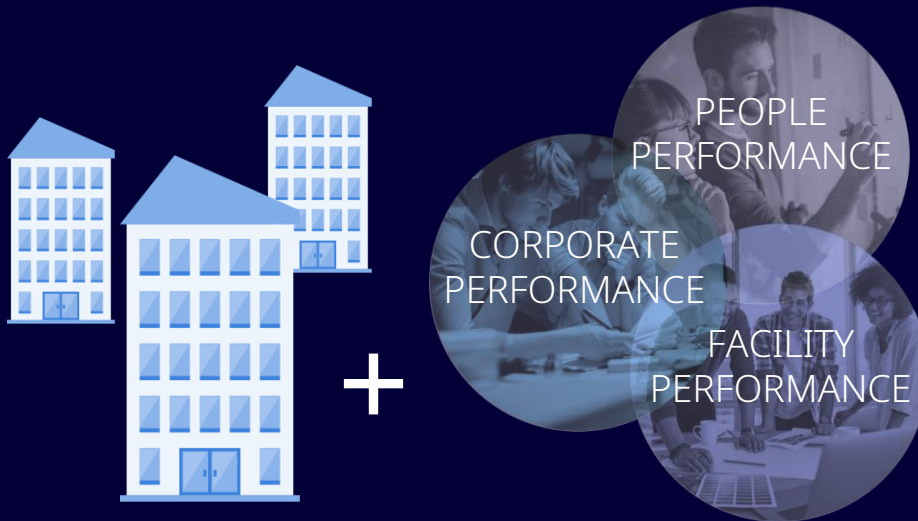 PEOPLE
PERFORMANCE
CORPORATE
PERFORMANCE
FACILITY
PERFORMANCE
+